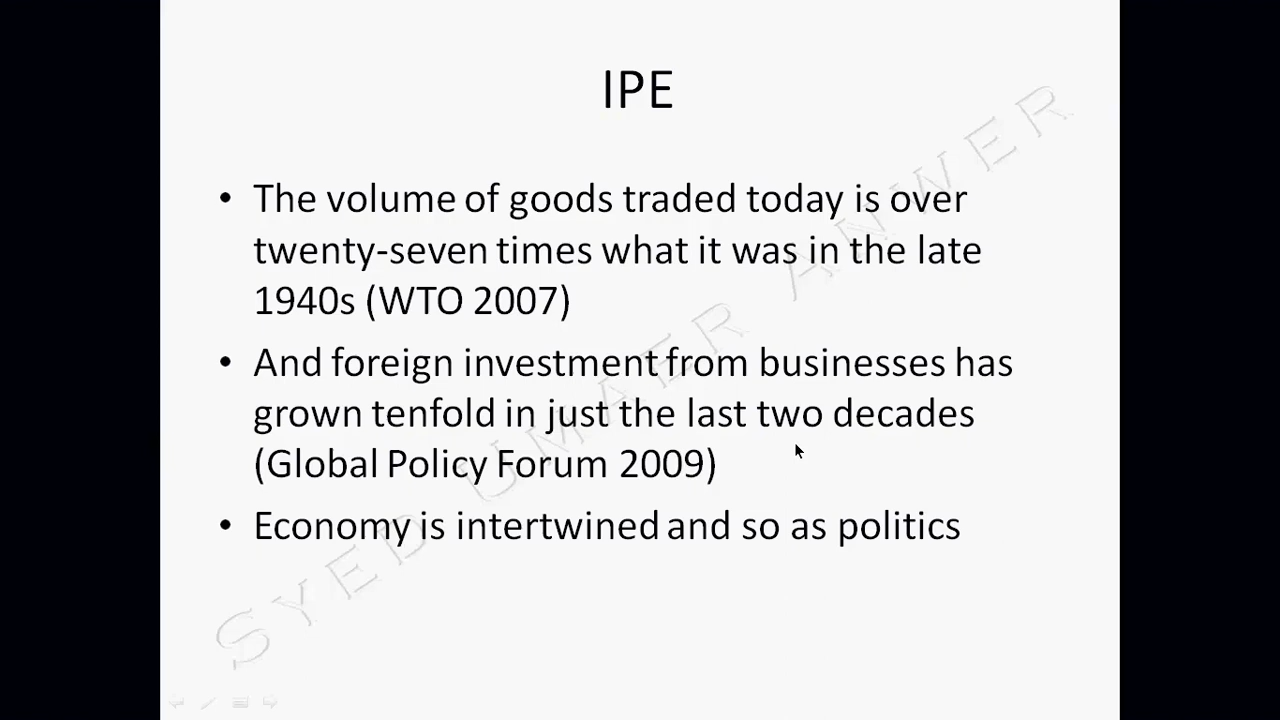 IPE
• The volume of goods traded today is over
twenty-seven times what it was in the late
1940s (WTO 2007)
• And foreign investment from businesses has
grown tenfold in just the last two decades
(Global Policy Forum 2009)
• Economy is intertwined and so as politics
SYED UMAER ANWER